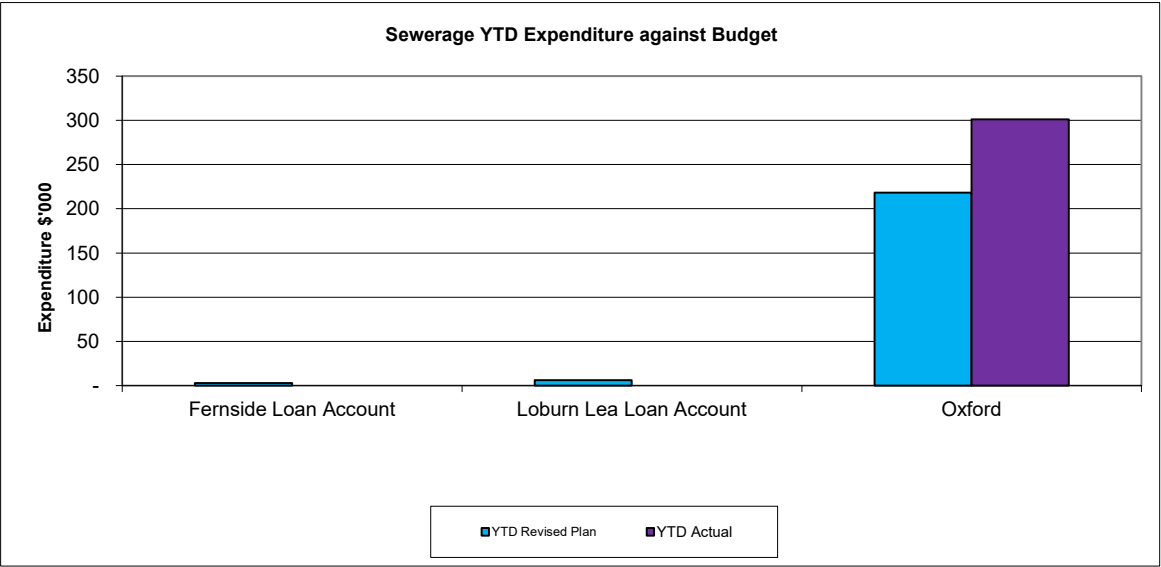 Sewerage YTD Expenditure against Budget
Expenditure $'000
350
300
250
200
150
100
50
-
Fernside Loan Account
Loburn Lea Loan Account
Oxford
YTD Revised Plan
YTD Actual